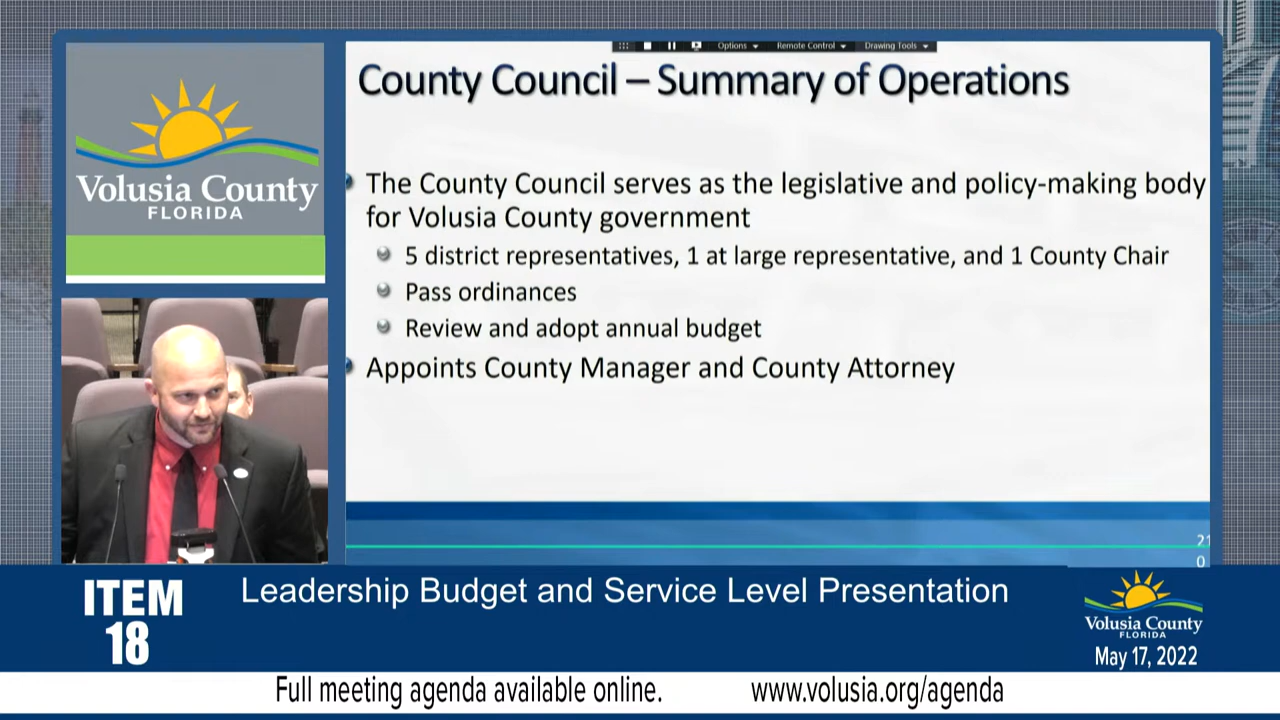 Options
Remote Control
Drawing Tools
County Council – Summary of Operations
Volusia County
FLORIDA
The County Council serves as the legislative and policy-making body
for Volusia County government
5 district representatives, 1 at large representative, and 1 County Chair
Pass ordinances
Review and adopt annual budget
Appoints County Manager and County Attorney
21
0
ITEM
18
Leadership Budget and Service Level Presentation
Volusia County
FLORIDA
May 17, 2022
Full meeting agenda available online.
www.volusia.org/agenda